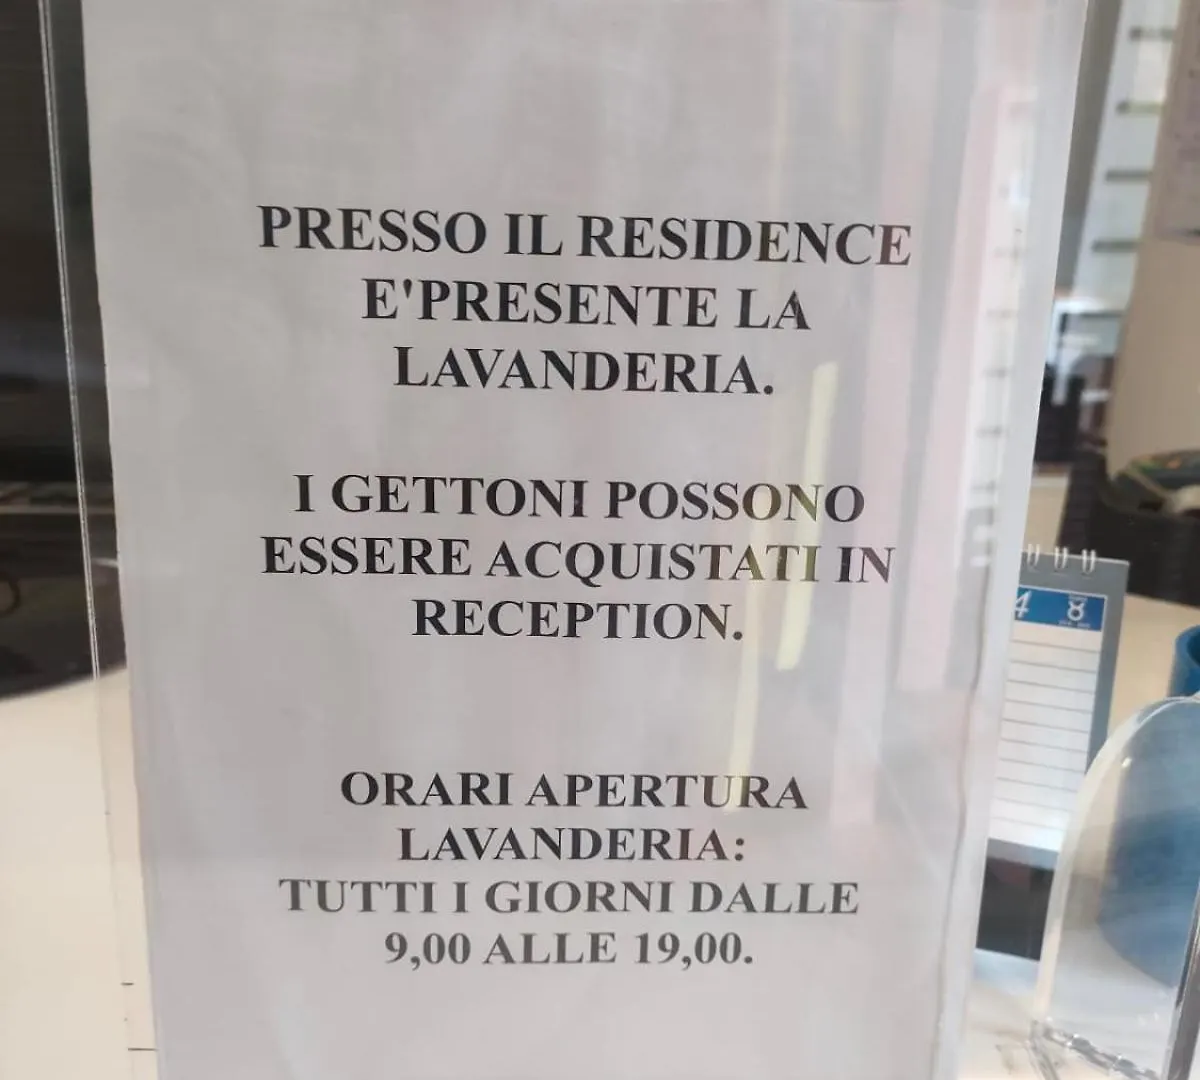 PRESSO IL RESIDENCE
E'PRESENTE LA
LAVANDERIA.
I GETTONI POSSONO
ESSERE ACQUISTATI IN
RECEPTION.
ORARI APERTURA
LAVANDERIA:
TUTTI I GIORNI DALLE
9,00 ALLE 19,00.
4